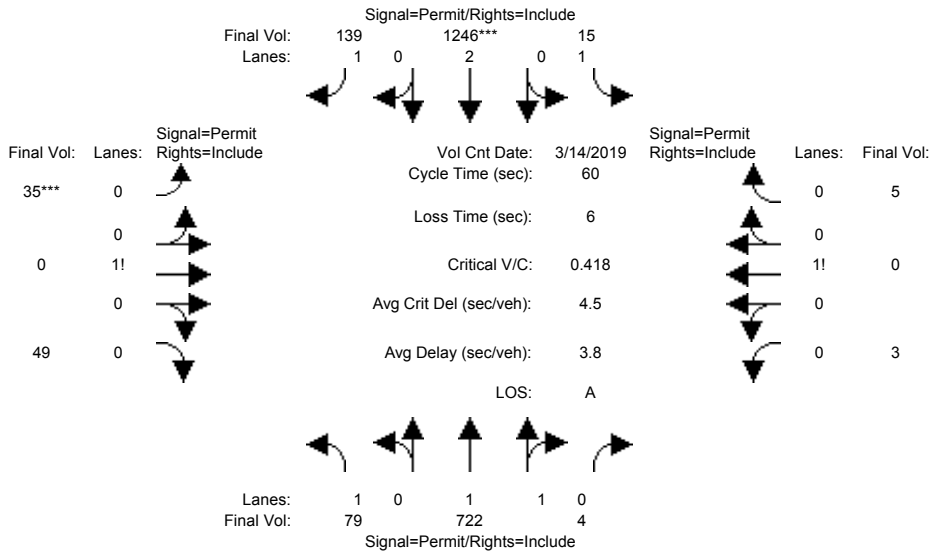 Signal=Permit/Rights=Include
Final Vol: 139 1246*** 15
Lanes: 1 0 2 0 1
Signal=Permit Signal=Permit
Final Vol: Lanes: Rights=Include Vol Cnt Date: 3/14/2019 Rights=Include Lanes: Final Vol:
Cycle Time (sec): 60
35*** 0 0 5
Loss Time (sec): 6
0 0
0 1! Critical V/C: 0.418 1! 0
0 Avg Crit Del (sec/veh): 4.5 0
49 0 Avg Delay (sec/veh): 3.8 0 3
LOS: A
Lanes: 1 0 1 1 0
Final Vol: 79 722 4
Signal=Permit/Rights=Include